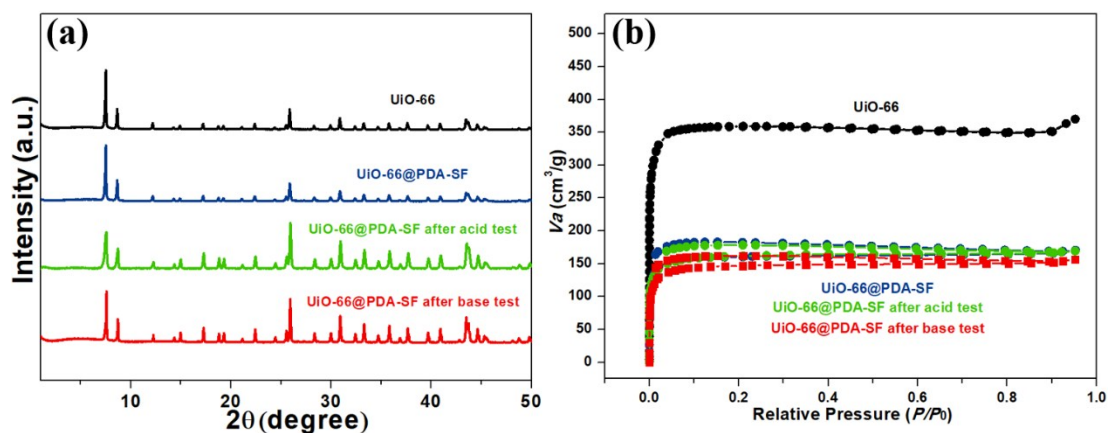 (a)
Intensity (a.u.)
UiO-66
UiO-66@PDA-SF
UiO-66@PDA-SF after acid test
UiO-66@PDA-SF after base test
10 20 30 40 50
2θ (degree)
(b)
Va (cm³/g)
500
450
400
350
300
250
200
150
100
50
0
UiO-66
UiO-66@PDA-SF
UiO-66@PDA-SF after acid test
UiO-66@PDA-SF after base test
0.0 0.2 0.4 0.6 0.8 1.0
Relative Pressure (P/P0)